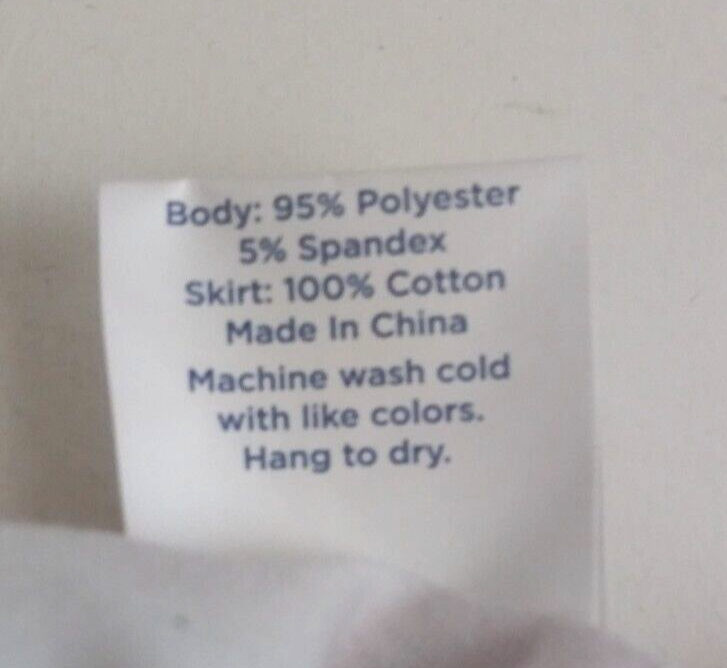 Body: 95% Polyester
5% Spandex
Skirt: 100% Cotton
Made In China
Machine wash cold
with like colors.
Hang to dry.